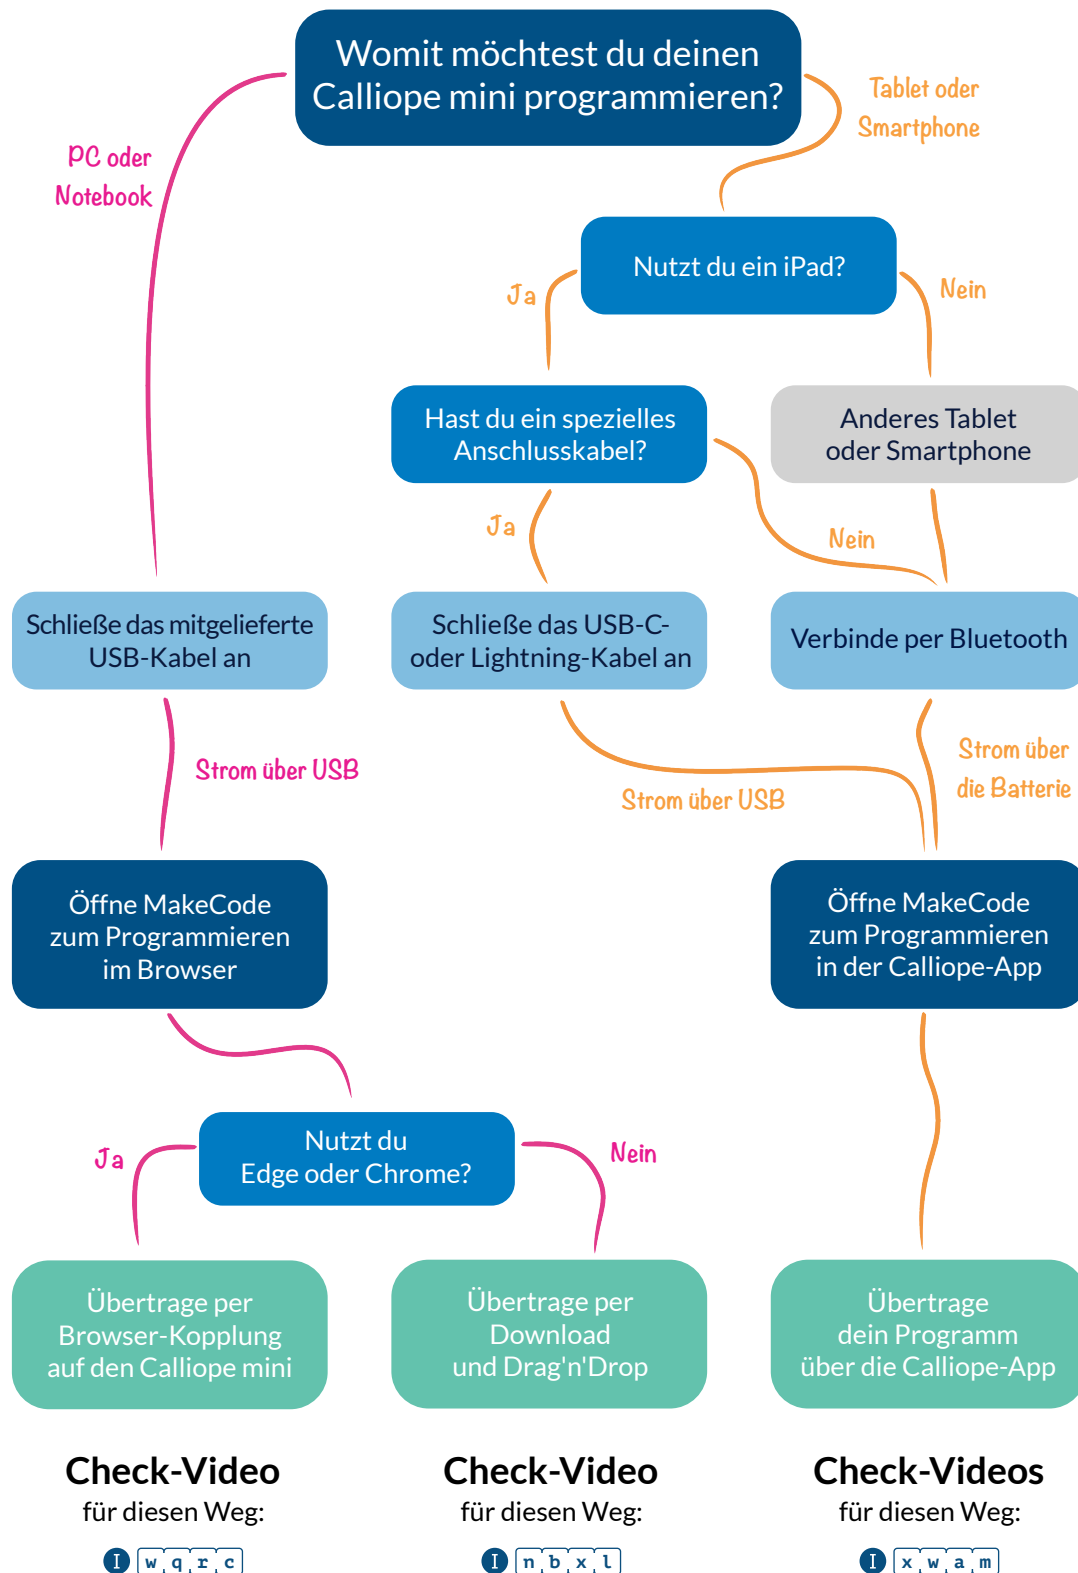 Womit möchtest du deinen
Calliope mini programmieren?
Tablet oder
Smartphone
PC oder
Notebook
Nutzt du ein iPad?
Ja
Nein
Hast du ein spezielles
Anschlusskabel?
Anderes Tablet
oder Smartphone
Ja
Nein
Schließe das mitgelieferte
USB-Kabel an
Schließe das USB-C-
oder Lightning-Kabel an
Verbinde per Bluetooth
Strom über USB
Strom über USB
Strom über
die Batterie
Öffne MakeCode
zum Programmieren
im Browser
Öffne MakeCode
zum Programmieren
in der Calliope-App
Nutzt du
Edge oder Chrome?
Ja
Nein
Übertrage per
Browser-Kopplung
auf den Calliope mini
Übertrage per
Download
und Drag'n'Drop
Übertrage
dein Programm
über die Calliope-App
Check-Video
für diesen Weg:
I w q r c
Check-Video
für diesen Weg:
I n b x l
Check-Videos
für diesen Weg:
I x w a m